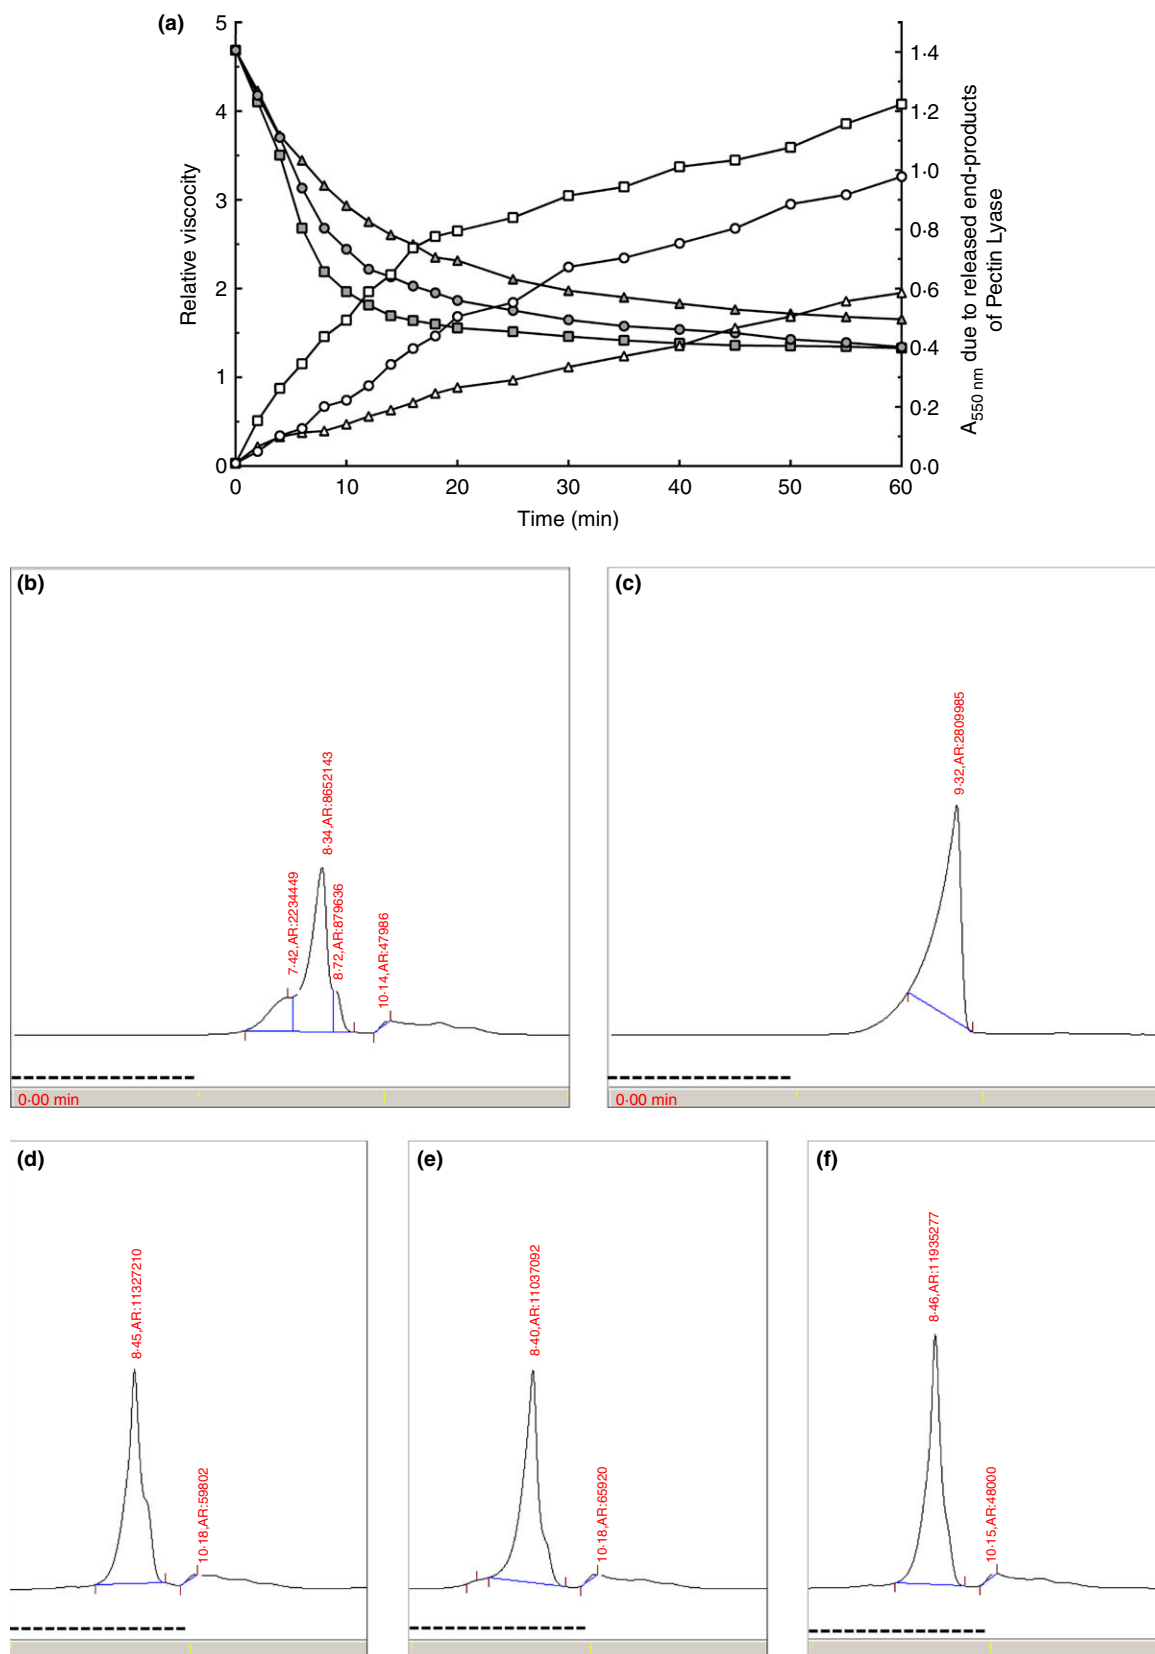 (a)
5
4
3
2
1
0
Relative viscocity
1·4
1·2
1·0
0·8
0·6
0·4
0·2
0·0
A550 nm due to released end-products
of Pectin Lyase
0
10
20
30
40
50
60
Time (min)
(b)
7·42,AR:2234449
8·34,AR:8652143
8·72,AR:879636
10·14,AR:47986
0·00 min
(c)
9·32,AR:2809985
0·00 min
(d)
8·45,AR:11327210
10·18,AR:59802
(e)
8·40,AR:11037092
10·18,AR:65920
(f)
8·46,AR:11935277
10·15,AR:48000